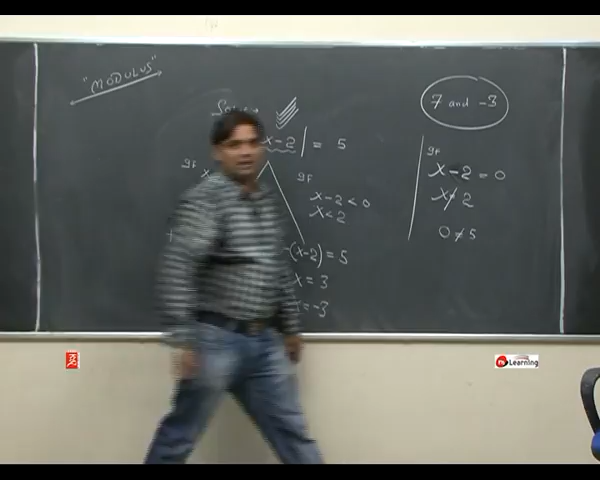 "MODULUS"
Solve
7 and -3
x-2| = 5
If x
If
x-2 < 0
x < 2
-(x-2) = 5
x = 3
x = -3
If
x-2 = 0
x ≠ 2
0 ≠ 5
Learning